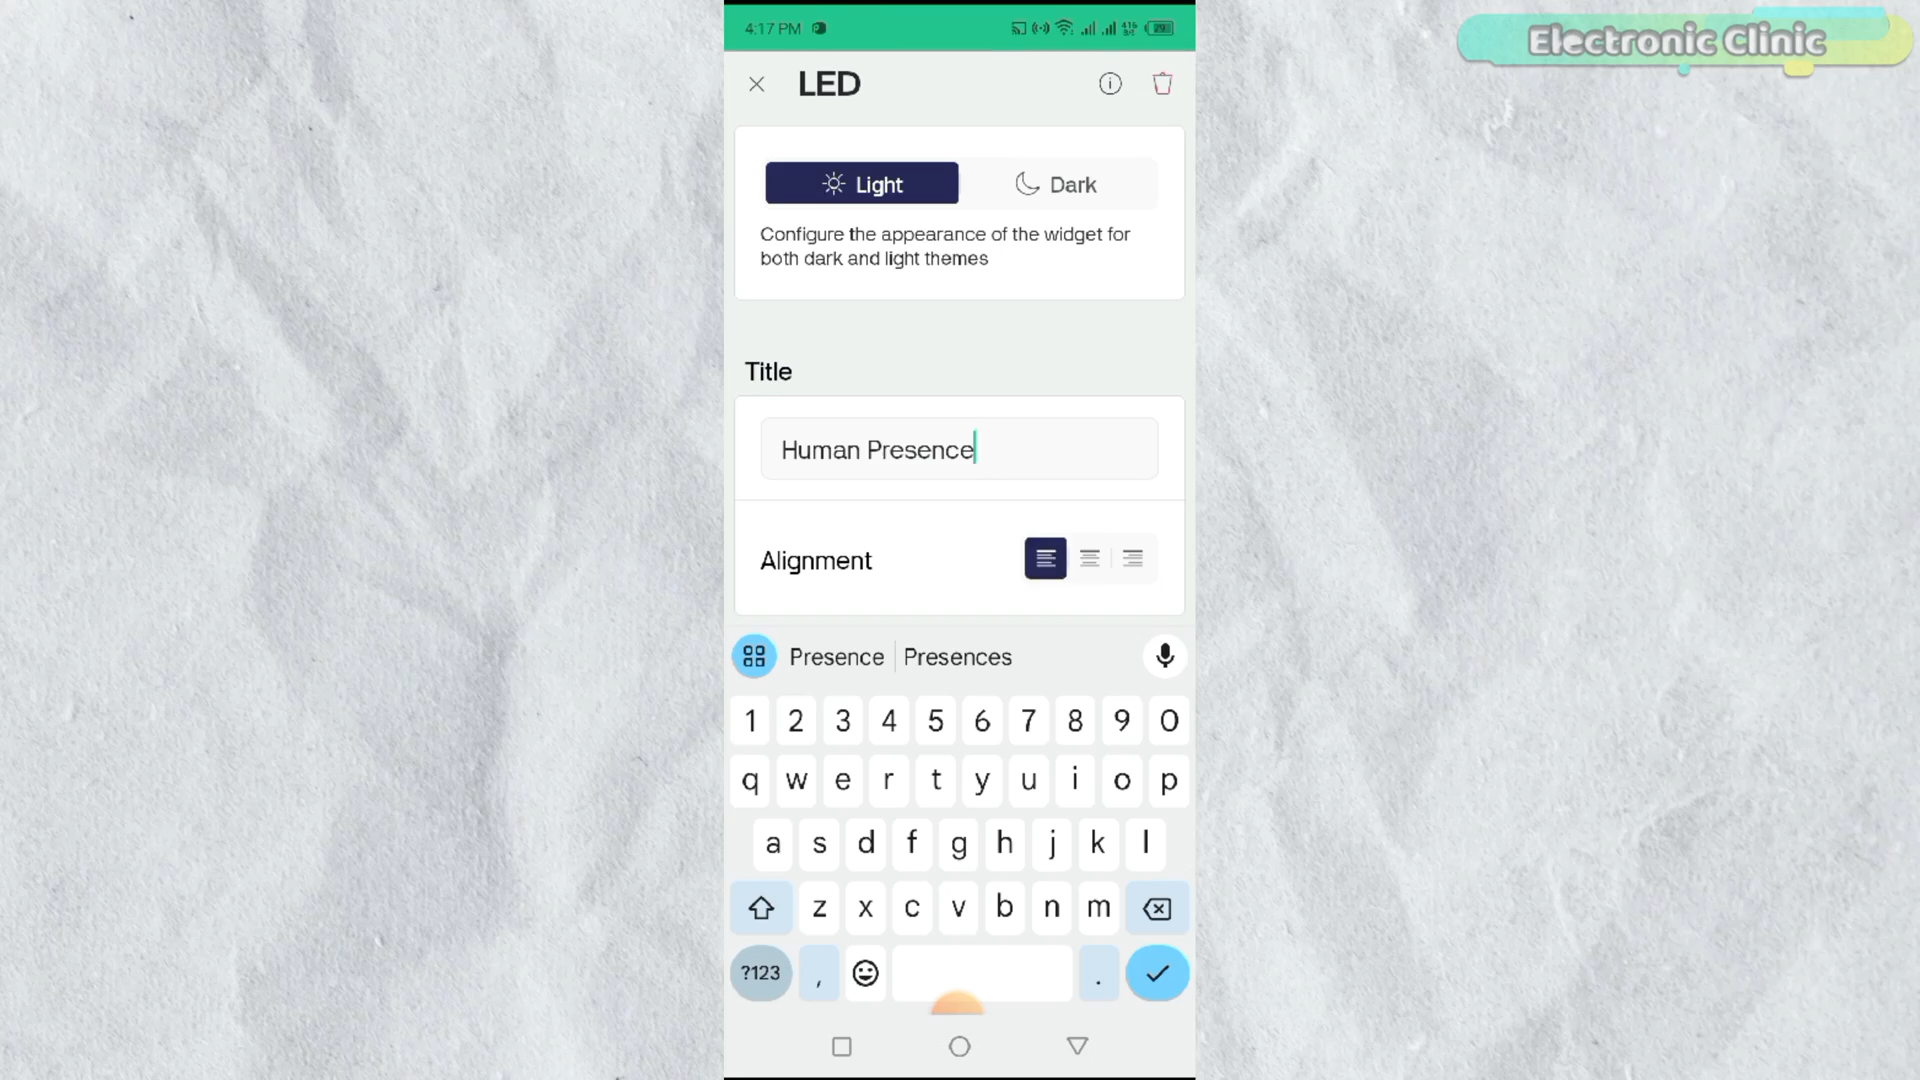 4:17 PM
Electronic Clinic
LED
Light
Dark
Configure the appearance of the widget for
both dark and light themes
Title
Human Presence
Alignment
Presence
Presences
1 2 3 4 5 6 7 8 9 0
q w e r t y u i o p
a s d f g h j k l
z x c v b n m
?123 , .